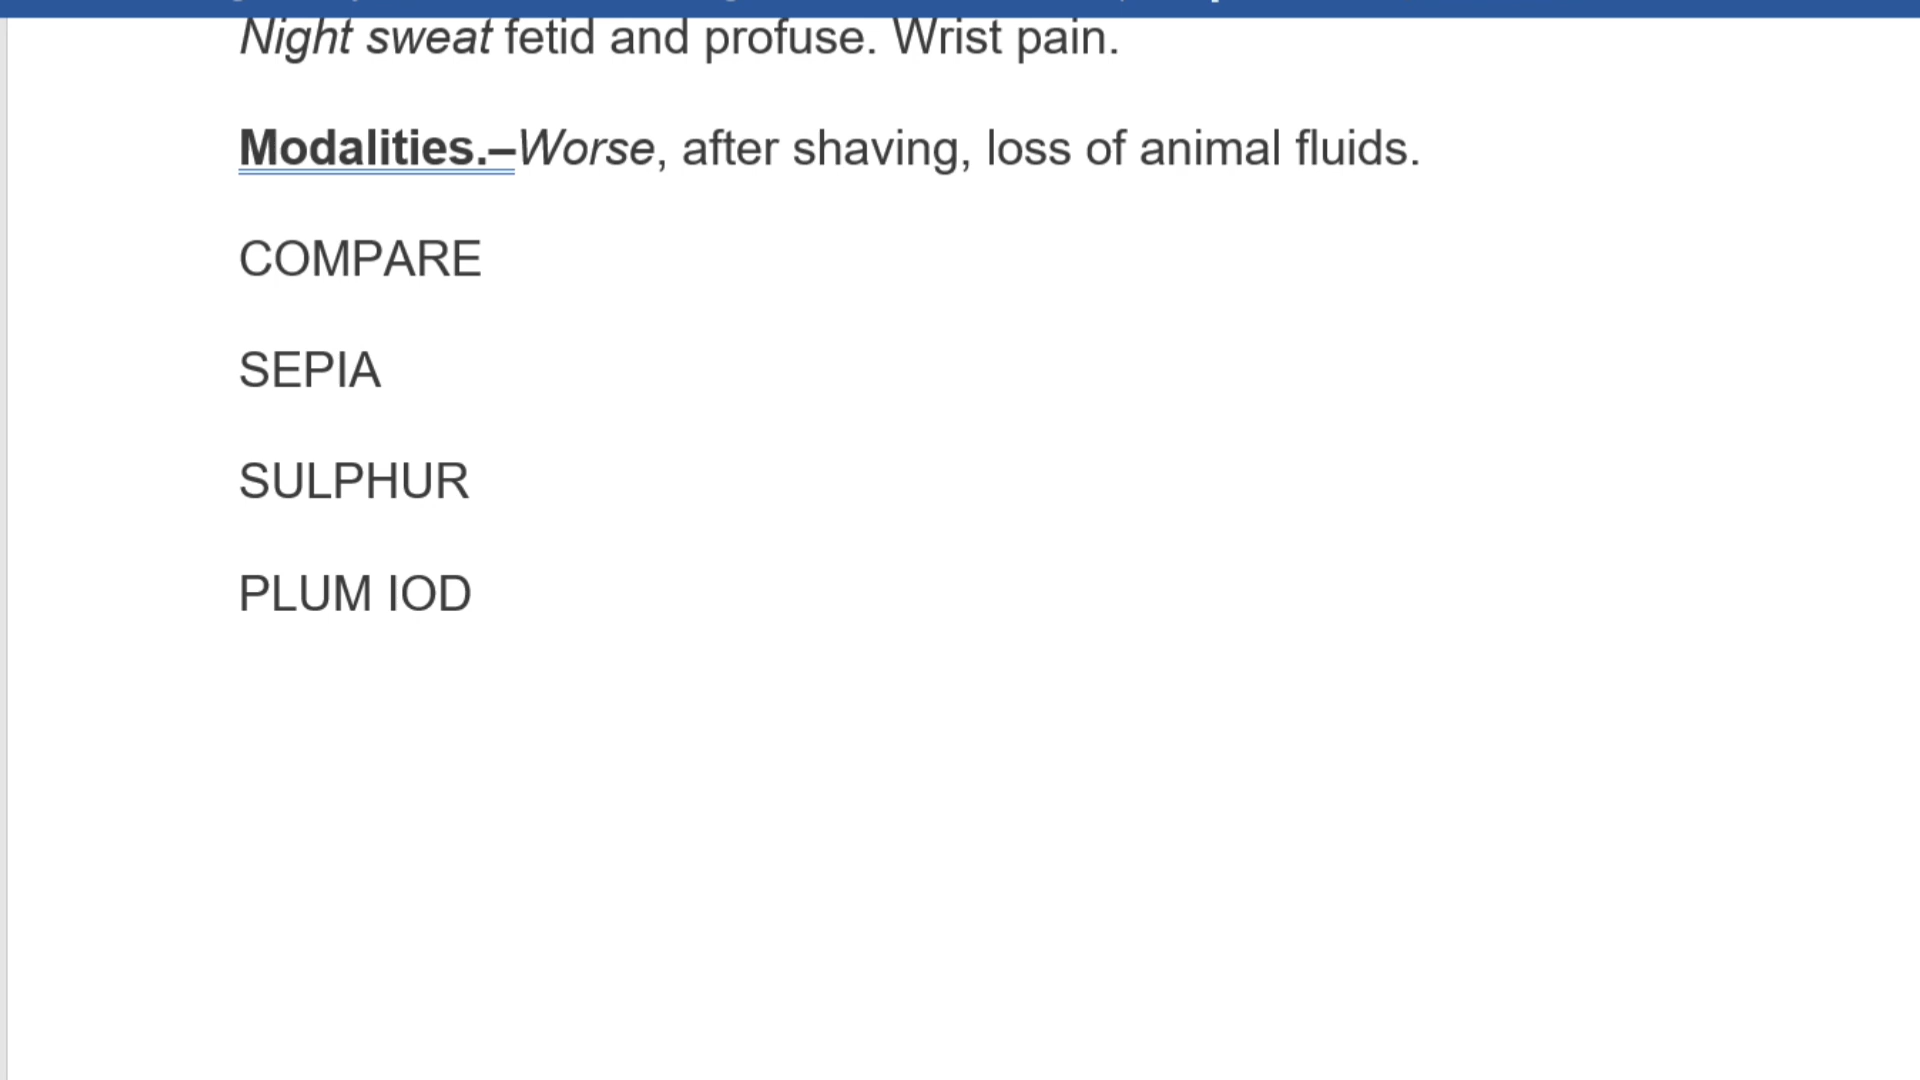 Night sweat fetid and profuse. Wrist pain.
Modalities.–Worse, after shaving, loss of animal fluids.
COMPARE
SEPIA
SULPHUR
PLUM IOD